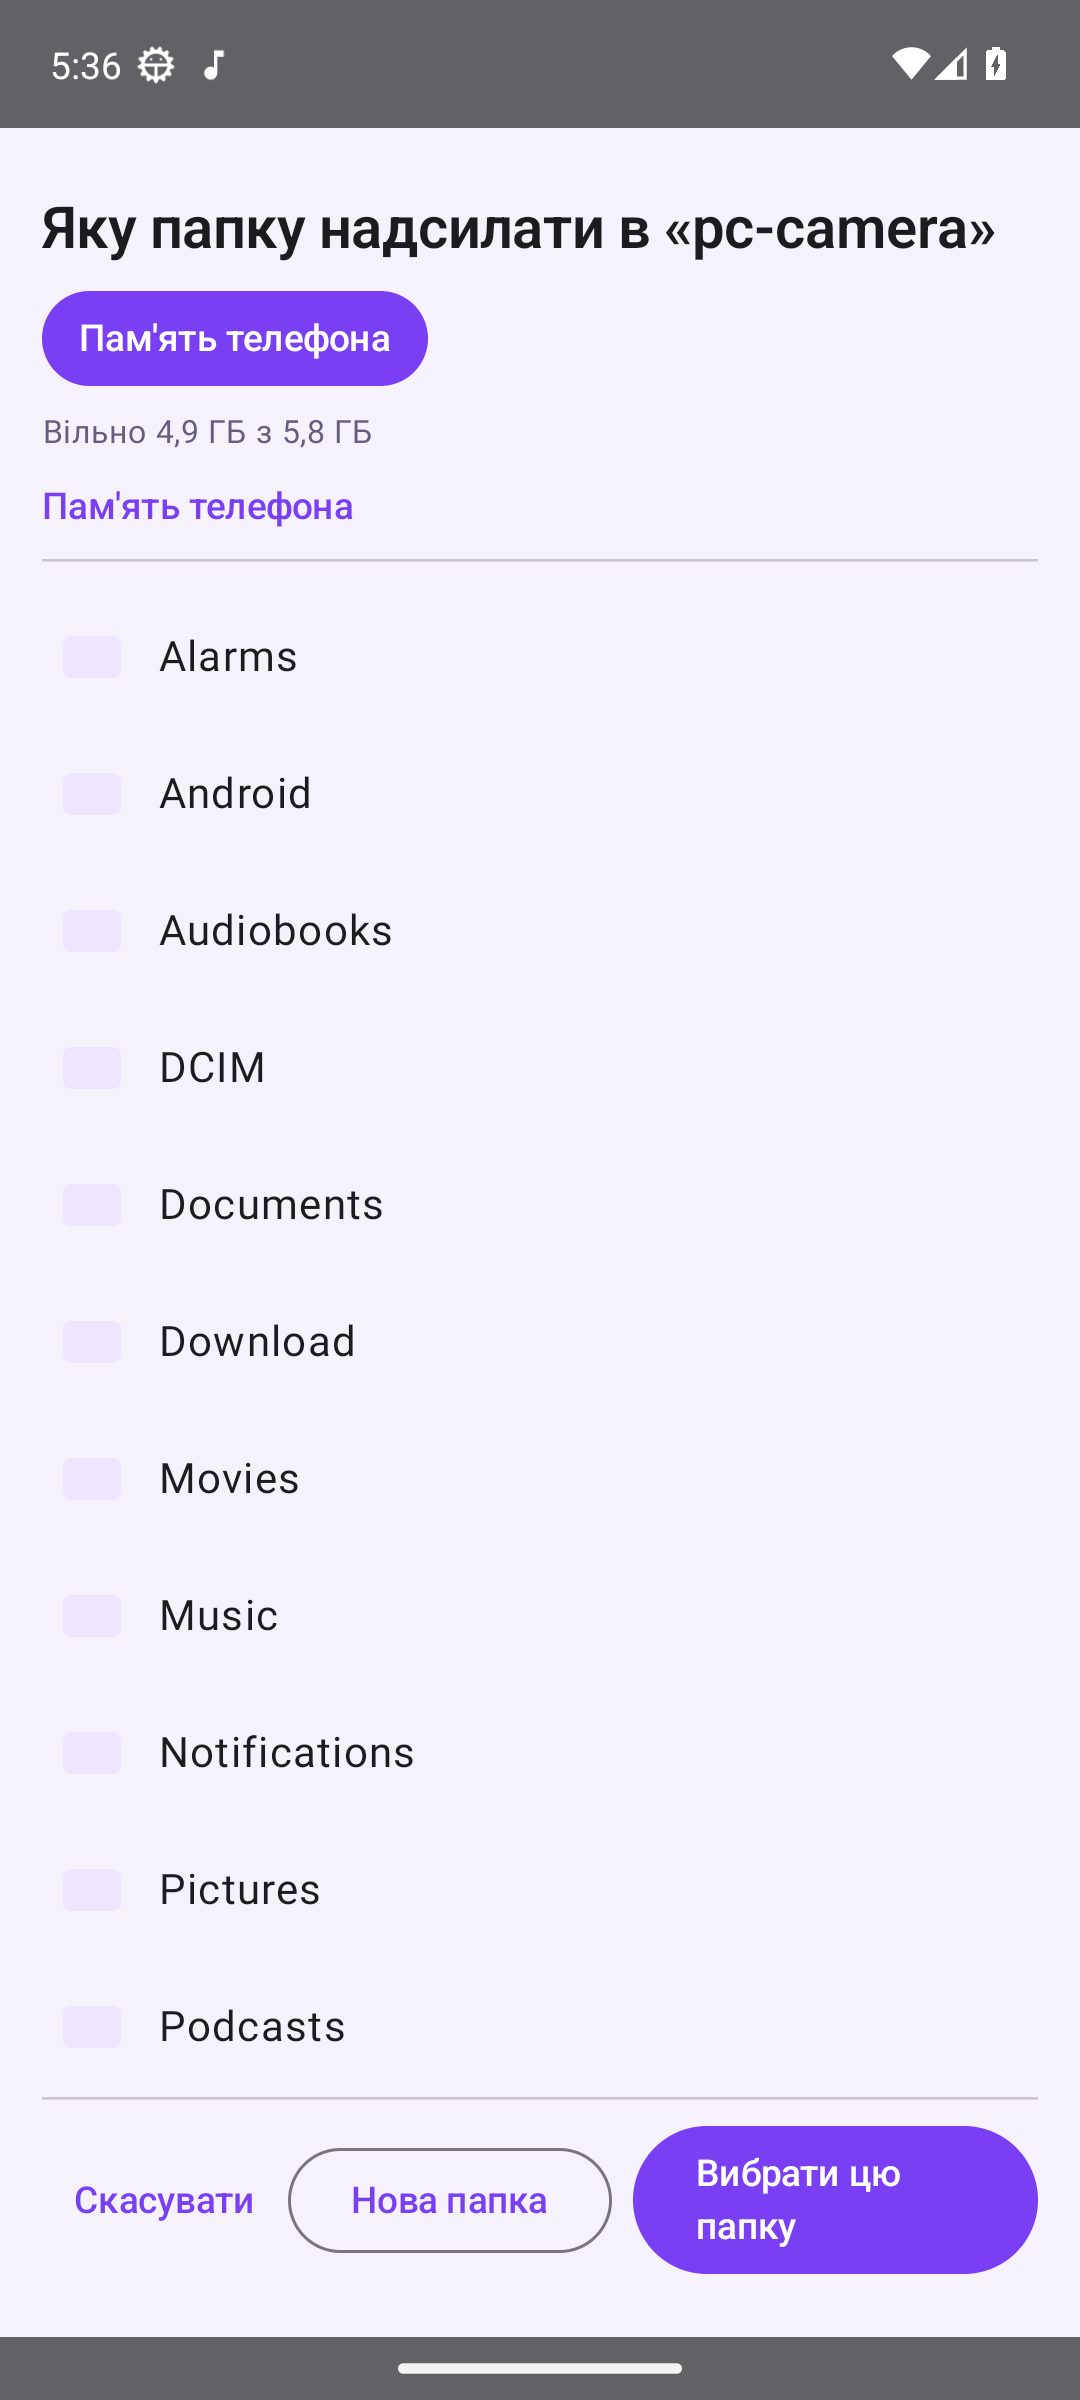 5:36
Яку папку надсилати в «pc-camera»
Пам'ять телефона
Вільно 4,9 ГБ з 5,8 ГБ
Пам'ять телефона
Alarms
Android
Audiobooks
DCIM
Documents
Download
Movies
Music
Notifications
Pictures
Podcasts
Скасувати
Нова папка
Вибрати цю
папку